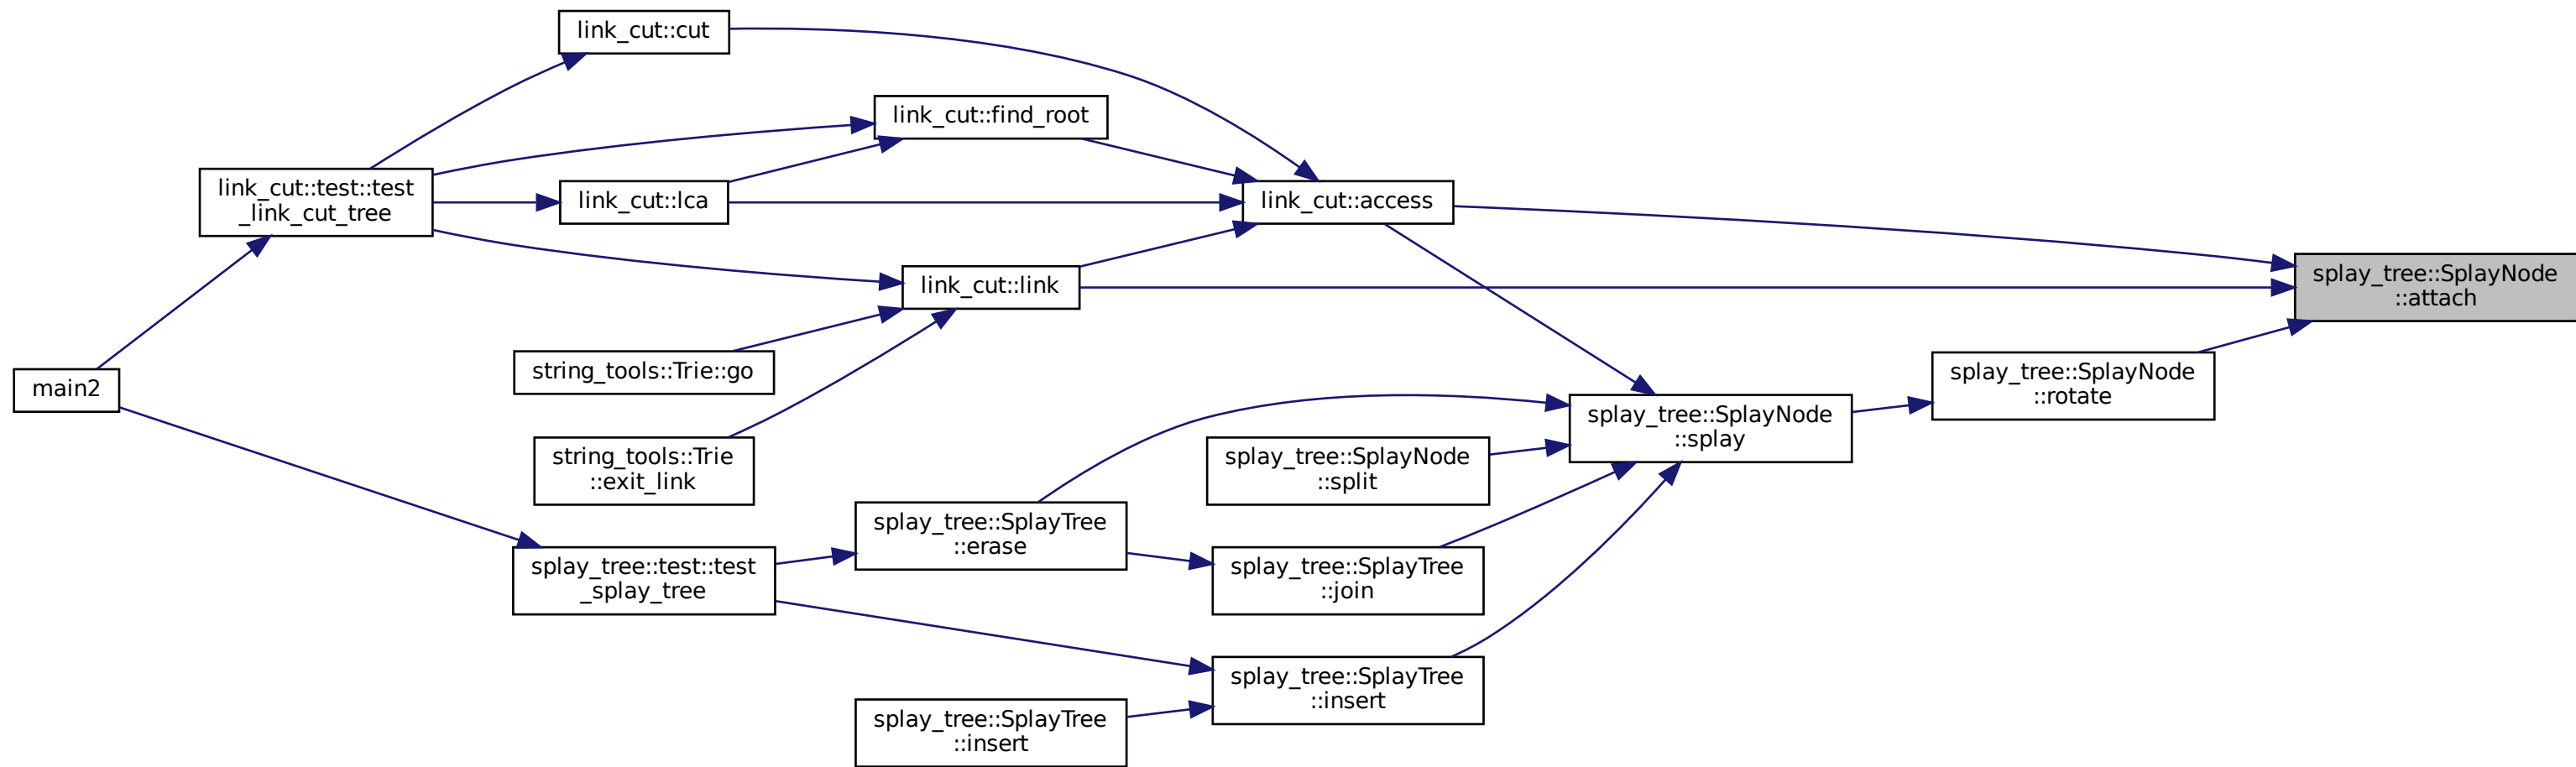 link_cut::cut
link_cut::find_root
link_cut::test::test
_link_cut_tree
link_cut::lca
link_cut::access
link_cut::link
splay_tree::SplayNode
::attach
string_tools::Trie::go
main2
splay_tree::SplayNode
::rotate
splay_tree::SplayNode
::splay
string_tools::Trie
::exit_link
splay_tree::SplayNode
::split
splay_tree::SplayTree
::erase
splay_tree::test::test
_splay_tree
splay_tree::SplayTree
::join
splay_tree::SplayTree
::insert
splay_tree::SplayTree
::insert